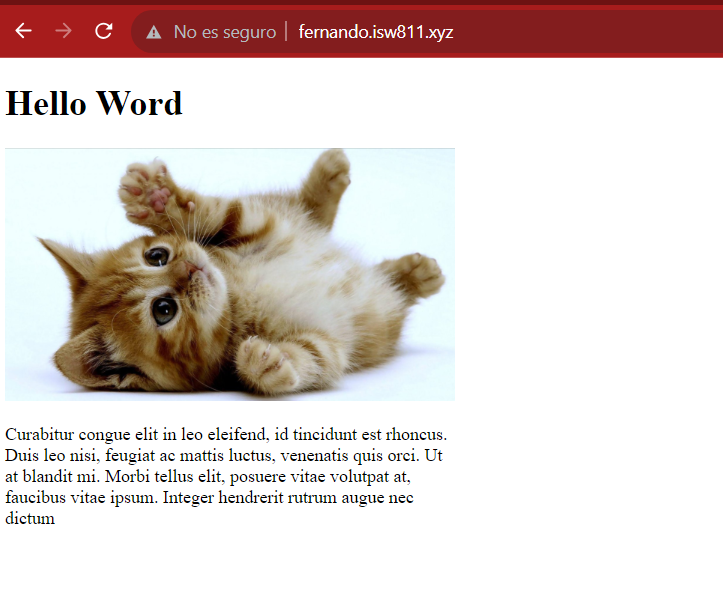 No es seguro | fernando.isw811.xyz
Hello Word
Curabitur congue elit in leo eleifend, id tincidunt est rhoncus.
Duis leo nisi, feugiat ac mattis luctus, venenatis quis orci. Ut
at blandit mi. Morbi tellus elit, posuere vitae volutpat at,
faucibus vitae ipsum. Integer hendrerit rutrum augue nec
dictum